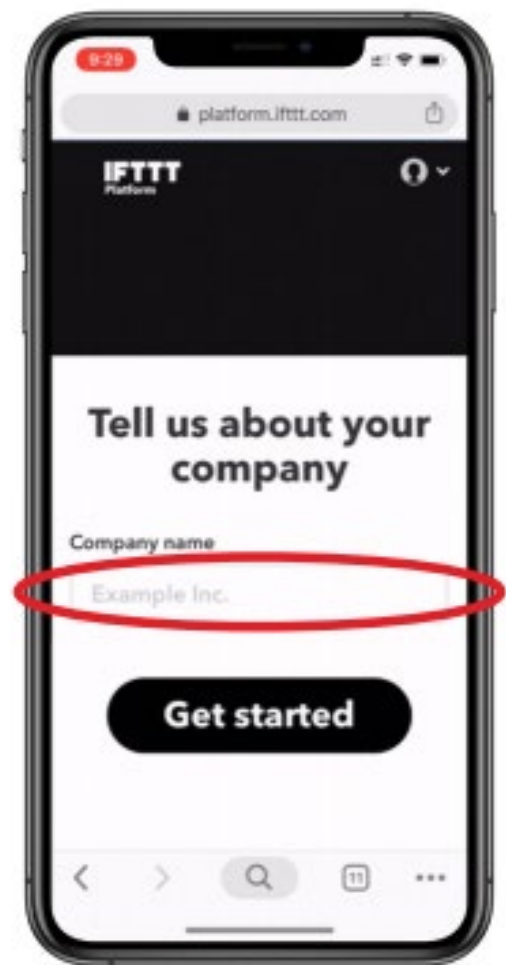 9:29
platform.ifttt.com
IFTTT
Platform
Tell us about your
company
Company name
Example Inc.
Get started
11